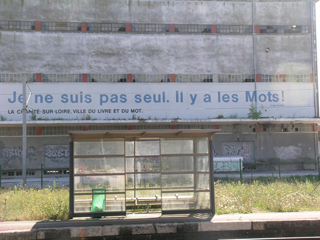 Je ne suis pas seul. Il y a les Mots!
LA CHARITÉ-SUR-LOIRE, VILLE DU LIVRE ET DU MOT.